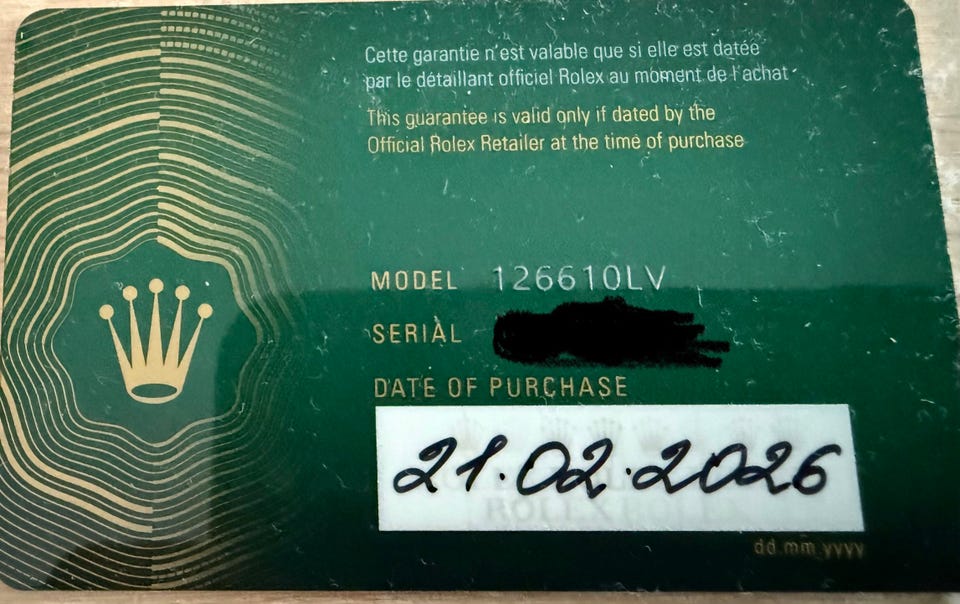 Cette garantie n'est valable que si elle est datée
par le détaillant officiel Rolex au moment de l'achat
This guarantee is valid only if dated by the
Official Rolex Retailer at the time of purchase
MODEL 126610LV
SERIAL
DATE OF PURCHASE
21.02.2026
ROLEX
dd.mm.yyyy